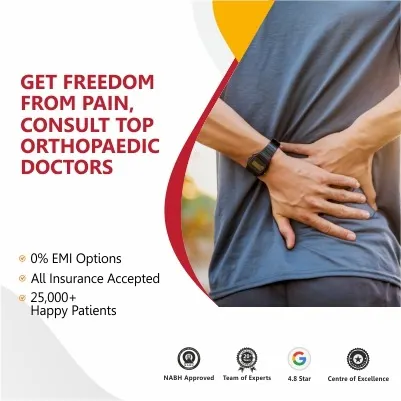 GET FREEDOM
FROM PAIN,
CONSULT TOP
ORTHOPAEDIC
DOCTORS
0% EMI Options
All Insurance Accepted
25,000+
Happy Patients
NABH Approved
Team of Experts
4.8 Star
Centre of Excellence